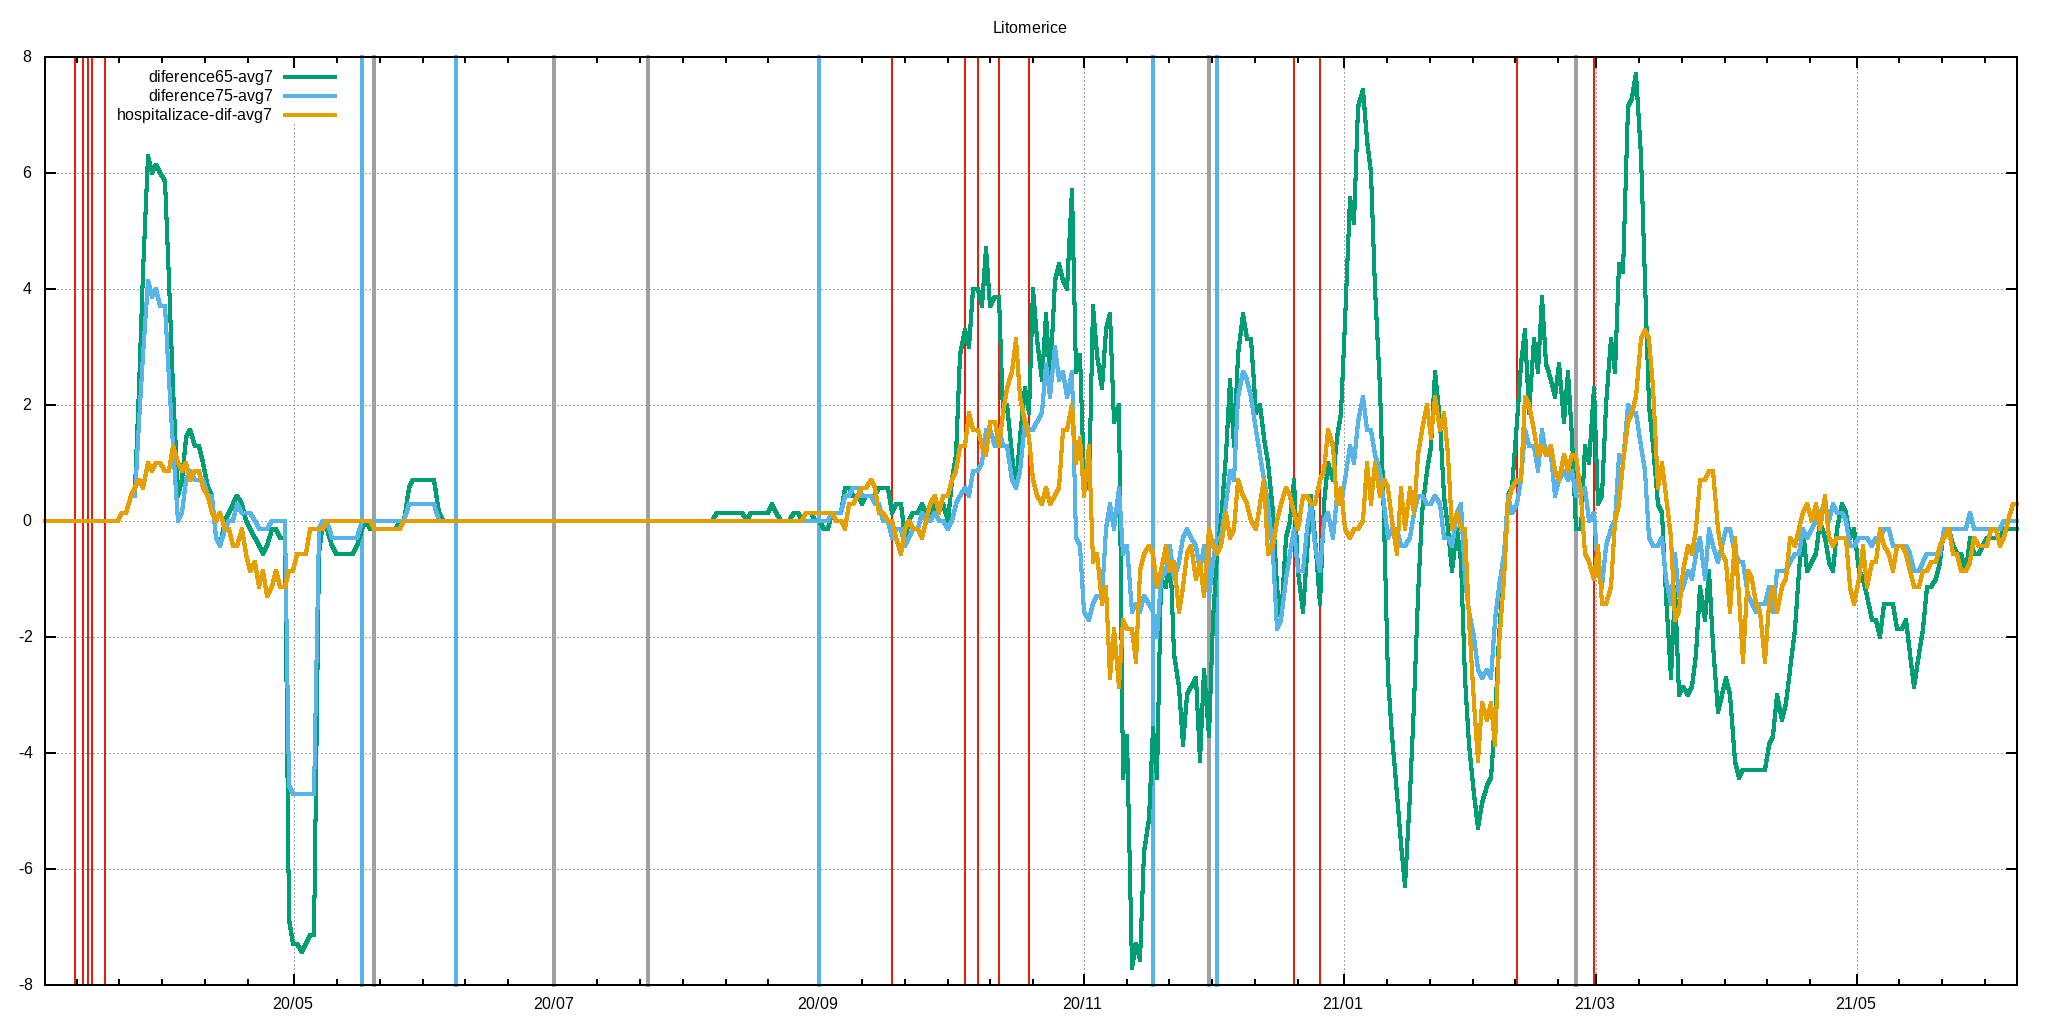 Litomerice
8
diference65-avg7
diference75-avg7
hospitalizace-dif-avg7
6
4
2
0
-2
-4
-6
-8
20/05 20/07 20/09 20/11 21/01 21/03 21/05